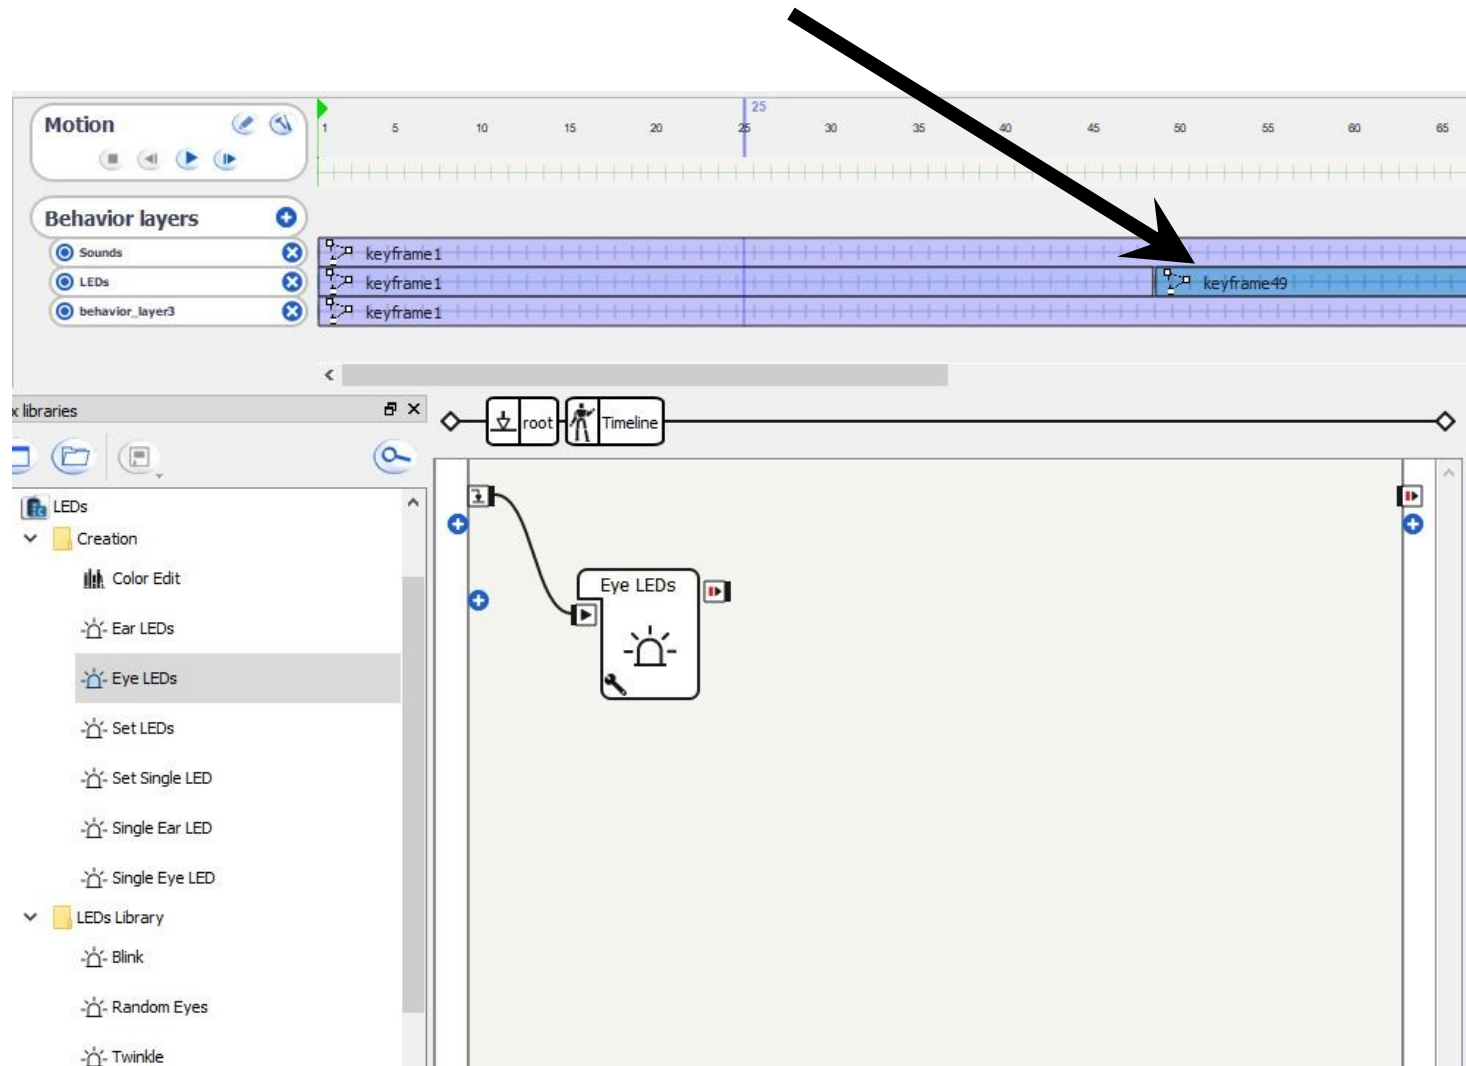 Motion
25
1 5 10 15 20 25 30 35 40 45 50 55 60 65
Behavior layers
Sounds
keyframe1
LEDs
keyframe1
keyframe49
behavior_layer3
keyframe1
x libraries
root
Timeline
LEDs
Creation
Color Edit
Ear LEDs
Eye LEDs
Set LEDs
Set Single LED
Single Ear LED
Single Eye LED
LEDs Library
Blink
Random Eyes
Twinkle
Eye LEDs